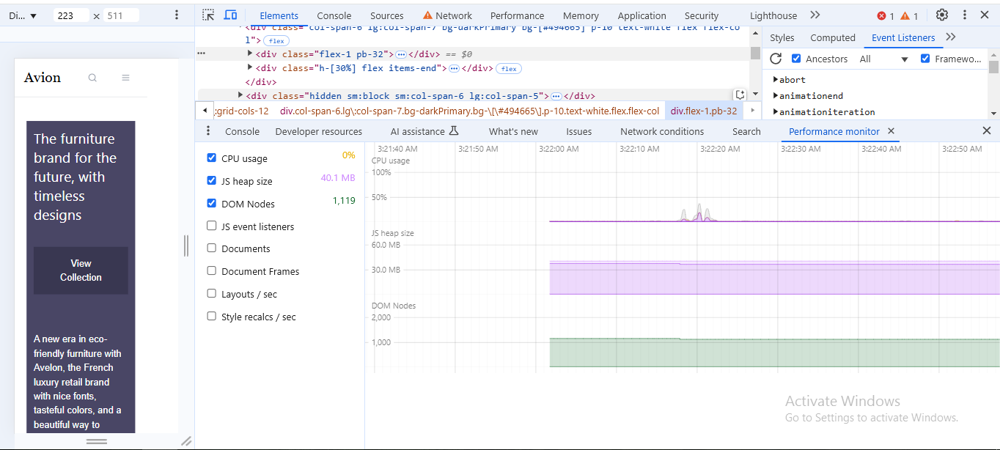 Di... ▼ 223 × 511
Elements Console Sources Network Performance Memory Application Security Lighthouse 1 1
<div class="col-span-6 lg:col-span-7 bg-darkPrimary bg-[#494665] p-10 text-white flex flex-co
l"> flex
<div class="flex-1 pb-32">…</div> == $0
<div class="h-[30%] flex items-end">…</div> flex
</div>
<div class="hidden sm:block sm:col-span-6 lg:col-span-5">…</div>
:grid-cols-12 div.col-span-6.lg\:col-span-7.bg-darkPrimary.bg-\[\#494665\].p-10.text-white.flex.flex-col div.flex-1.pb-32
Styles Computed Event Listeners
Ancestors All ▼ Framewo...
abort
animationend
animationiteration
Console Developer resources AI assistance What's new Issues Network conditions Search Performance monitor
Avion
The furniture
brand for the
future, with
timeless
designs
View
Collection
A new era in eco-
friendly furniture with
Avelon, the French
luxury retail brand
with nice fonts,
tasteful colors, and a
beautiful way to
CPU usage 0%
JS heap size 40.1 MB
DOM Nodes 1,119
JS event listeners
Documents
Document Frames
Layouts / sec
Style recalcs / sec
3:21:40 AM 3:21:50 AM 3:22:00 AM 3:22:10 AM 3:22:20 AM 3:22:30 AM 3:22:40 AM 3:22:50 AM
CPU usage
100%
50%
JS heap size
60.0 MB
30.0 MB
DOM Nodes
2,000
1,000
Activate Windows
Go to Settings to activate Windows.